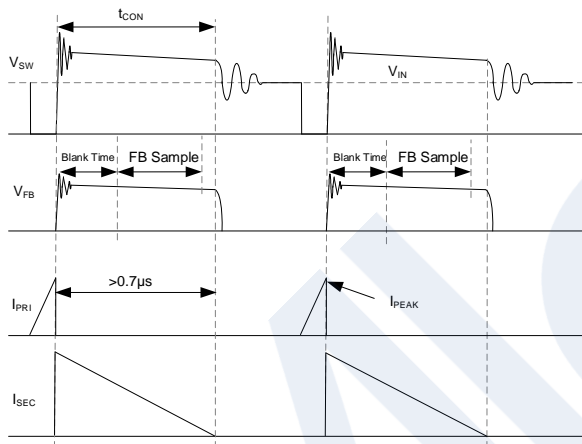 tCON
VSW
VIN
Blank Time
FB Sample
Blank Time
FB Sample
VFB
>0.7μs
IPRI
IPEAK
ISEC